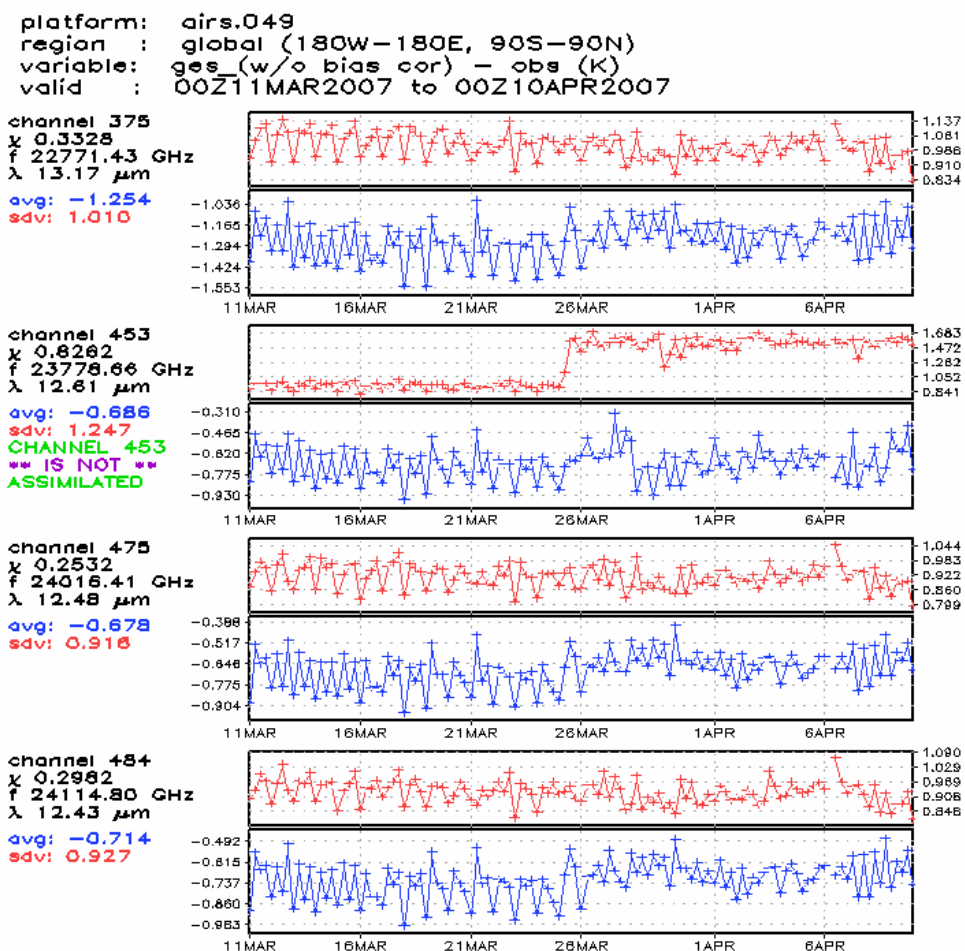 platform: airs.049
region : global (180W-180E, 90S-90N)
variable: ges_(w/o bias cor) - obs (K)
valid : 00Z11MAR2007 to 00Z10APR2007
channel 375
χ 0.3328
f 22771.43 GHz
λ 13.17 μm
avg: -1.254
sdv: 1.010
1.137
1.061
0.986
0.910
0.834
-1.036
-1.165
-1.294
-1.424
-1.553
11MAR 16MAR 21MAR 26MAR 1APR 6APR
channel 453
χ 0.8262
f 23778.66 GHz
λ 12.61 μm
avg: -0.686
sdv: 1.247
CHANNEL 453
** IS NOT **
ASSIMILATED
1.683
1.472
1.262
1.052
0.841
-0.310
-0.465
-0.620
-0.775
-0.930
11MAR 16MAR 21MAR 26MAR 1APR 6APR
channel 475
χ 0.2532
f 24016.41 GHz
λ 12.48 μm
avg: -0.678
sdv: 0.916
1.044
0.983
0.922
0.860
0.799
-0.388
-0.517
-0.646
-0.775
-0.904
11MAR 16MAR 21MAR 26MAR 1APR 6APR
channel 484
χ 0.2982
f 24114.80 GHz
λ 12.43 μm
avg: -0.714
sdv: 0.927
1.090
1.029
0.969
0.908
0.848
-0.492
-0.615
-0.737
-0.860
-0.983
11MAR 16MAR 21MAR 26MAR 1APR 6APR